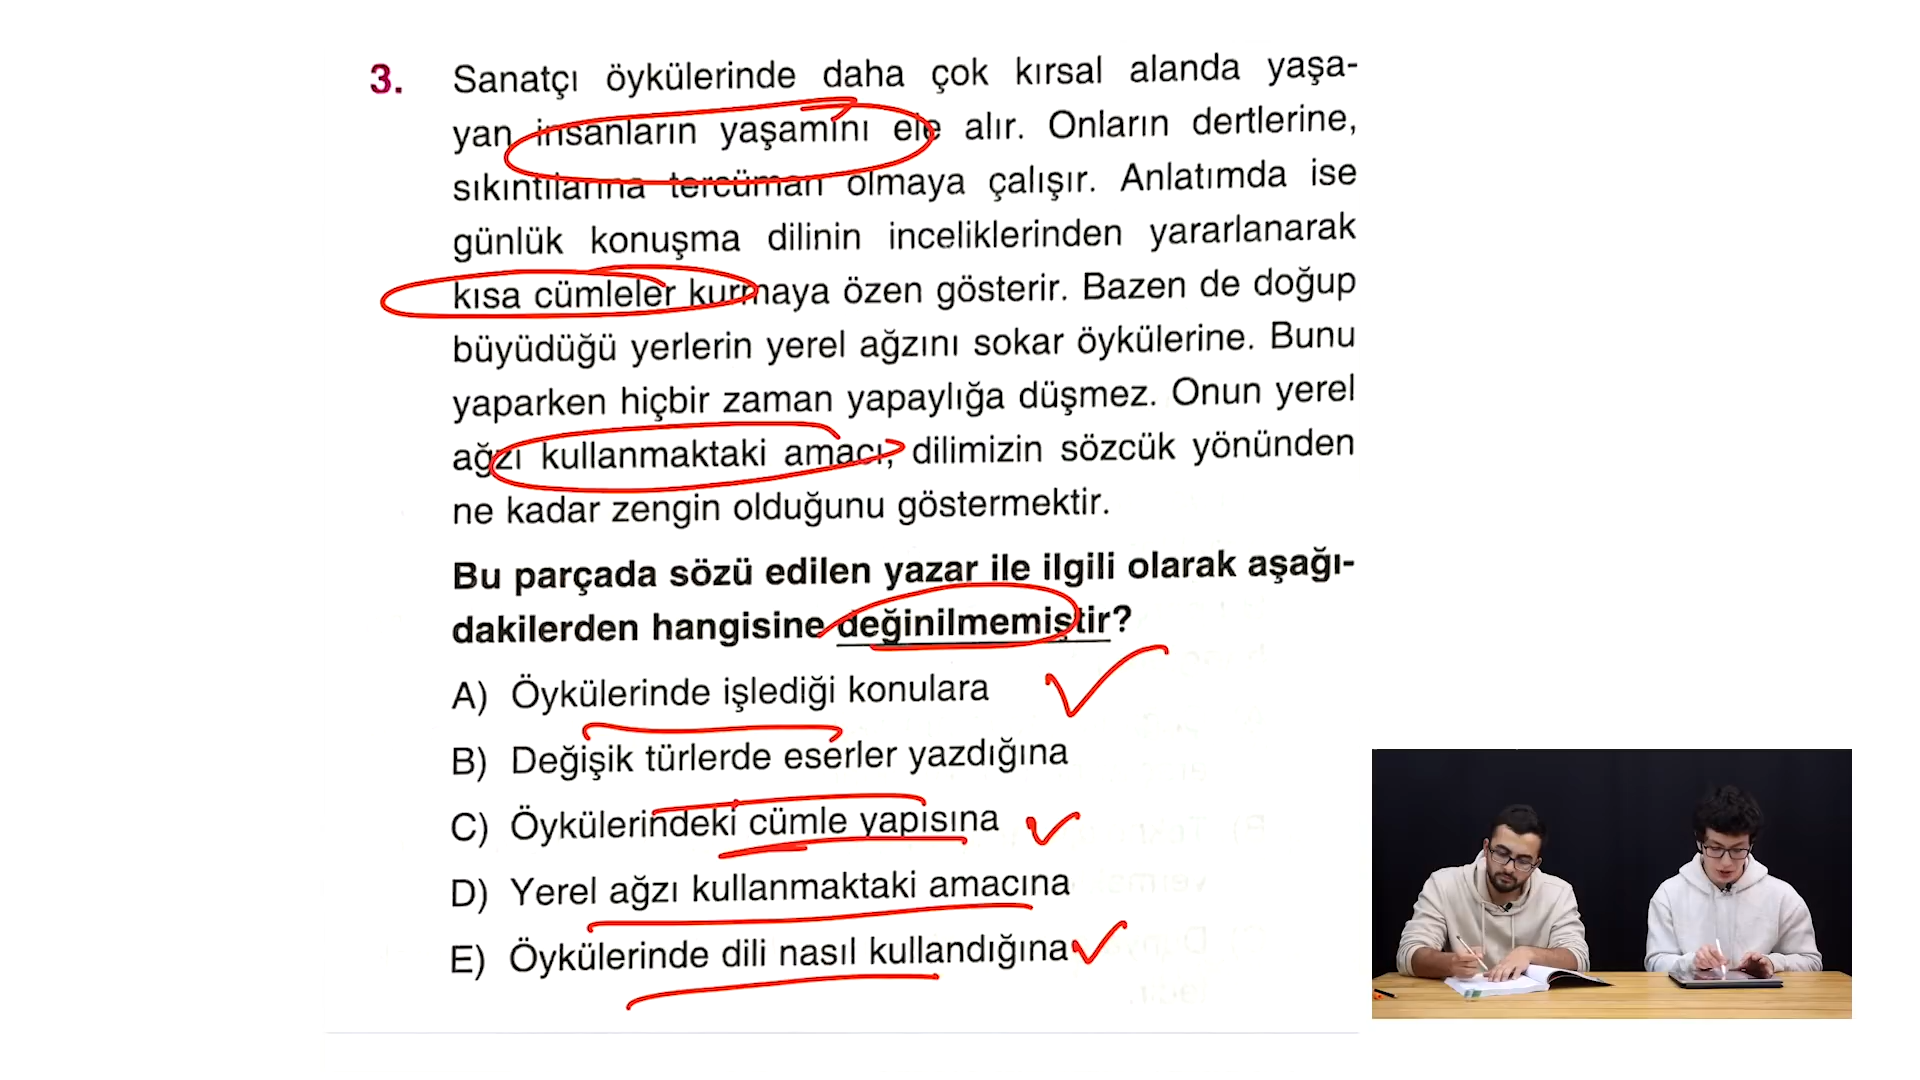 3. Sanatçı öykülerinde daha çok kırsal alanda yaşa-
yan insanların yaşamını ele alır. Onların dertlerine,
sıkıntılarına tercüman olmaya çalışır. Anlatımda ise
günlük konuşma dilinin inceliklerinden yararlanarak
kısa cümleler kurmaya özen gösterir. Bazen de doğup
büyüdüğü yerlerin yerel ağzını sokar öykülerine. Bunu
yaparken hiçbir zaman yapaylığa düşmez. Onun yerel
ağzı kullanmaktaki amacı, dilimizin sözcük yönünden
ne kadar zengin olduğunu göstermektir.
Bu parçada sözü edilen yazar ile ilgili olarak aşağı-
dakilerden hangisine değinilmemiştir?
A) Öykülerinde işlediği konulara
B) Değişik türlerde eserler yazdığına
C) Öykülerindeki cümle yapısına
D) Yerel ağzı kullanmaktaki amacına
E) Öykülerinde dili nasıl kullandığına